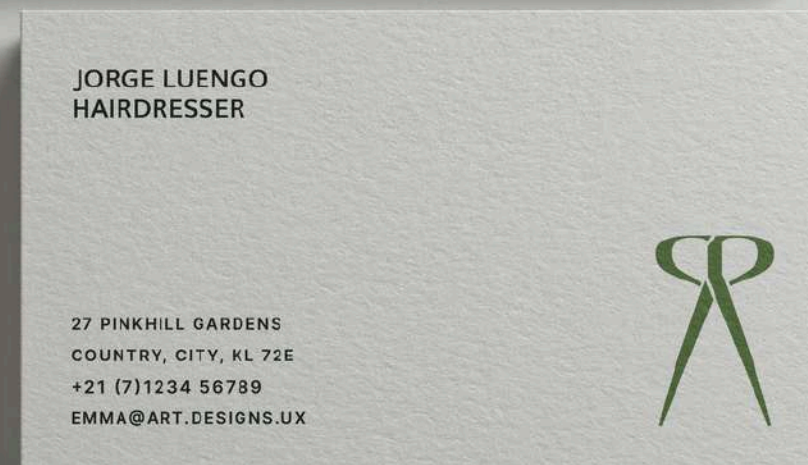 JORGE LUENGO
HAIRDRESSER
27 PINKHILL GARDENS
COUNTRY, CITY, KL 72E
+21 (7)1234 56789
EMMA@ART.DESIGNS.UX